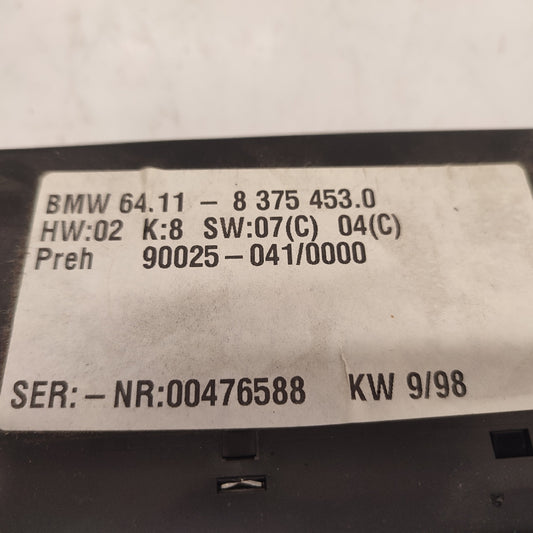 BMW 64.11 - 8 375 453.0
HW:02 K:8 SW:07(C) 04(C)
Preh 90025-041/0000
SER:-NR:00476588 KW 9/98